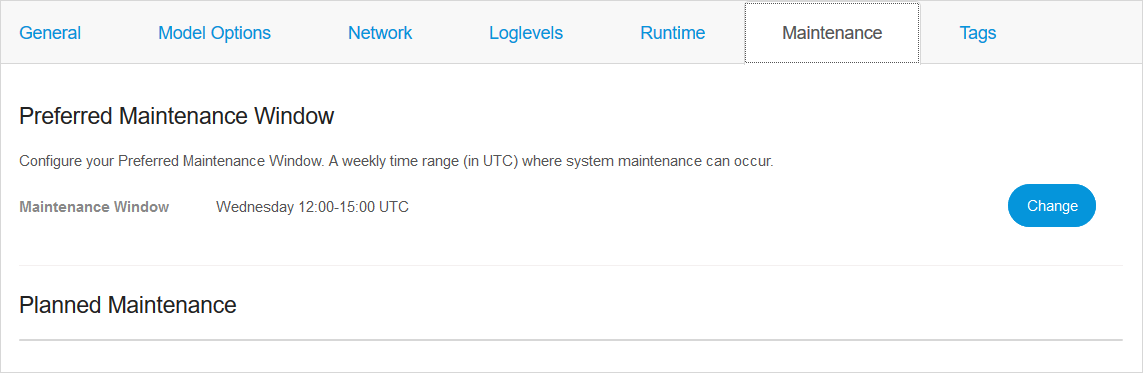 General Model Options Network Loglevels Runtime Maintenance Tags
Preferred Maintenance Window
Configure your Preferred Maintenance Window. A weekly time range (in UTC) where system maintenance can occur.
Maintenance Window Wednesday 12:00-15:00 UTC Change
Planned Maintenance